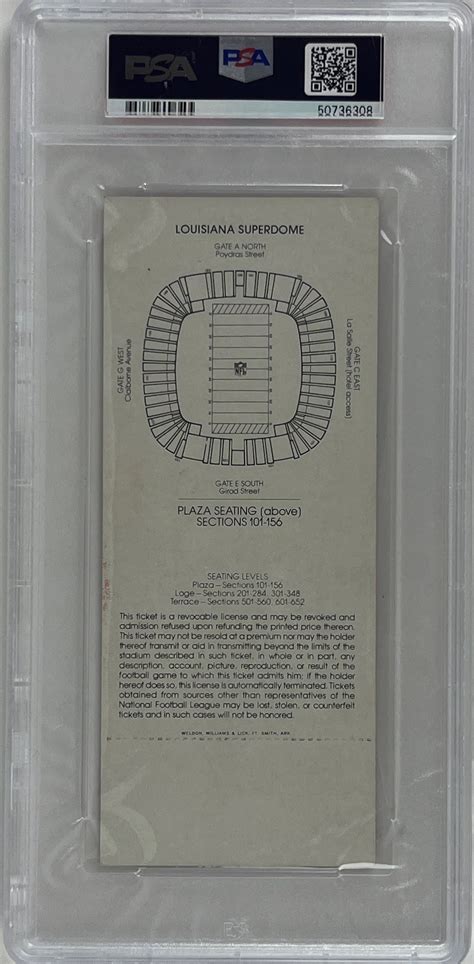 PSA
PSA
50736308
LOUISIANA SUPERDOME
GATE A NORTH
Poydras Street
GATE G WEST
Claiborne Avenue
NFL
GATE C EAST
La Salle Street (hotel access)
GATE E SOUTH
Girod Street
PLAZA SEATING (above)
SECTIONS 101-156
SEATING LEVELS
Plaza – Sections 101-156
Loge – Sections 201-284, 301-348
Terrace – Sections 501-560, 601-652
This ticket is a revocable license and may be revoked and
admission refused upon refunding the printed price thereon.
This ticket may not be resold at a premium nor may the holder
thereof transmit or aid in transmitting beyond the limits of the
stadium described in such ticket, in whole or in part, any
description, account, picture, reproduction, or result of the
football game to which this ticket admits him; if the holder
hereof does so, this license is automatically terminated. Tickets
obtained from sources other than representatives of the
National Football League may be lost, stolen, or counterfeit
tickets and in such cases will not be honored.
WELDON, WILLIAMS & LICK, FT. SMITH, ARK
PSA